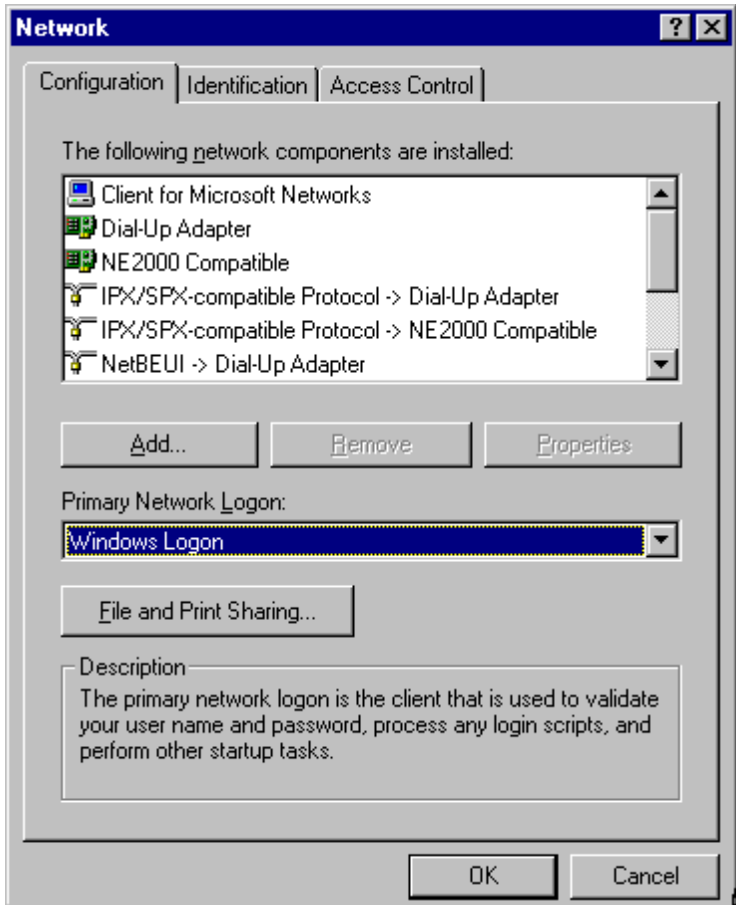 Network
Configuration Identification Access Control
The following network components are installed:
Client for Microsoft Networks
Dial-Up Adapter
NE2000 Compatible
IPX/SPX-compatible Protocol -> Dial-Up Adapter
IPX/SPX-compatible Protocol -> NE2000 Compatible
NetBEUI -> Dial-Up Adapter
Add... Remove Properties
Primary Network Logon:
Windows Logon
File and Print Sharing...
Description
The primary network logon is the client that is used to validate
your user name and password, process any login scripts, and
perform other startup tasks.
OK Cancel